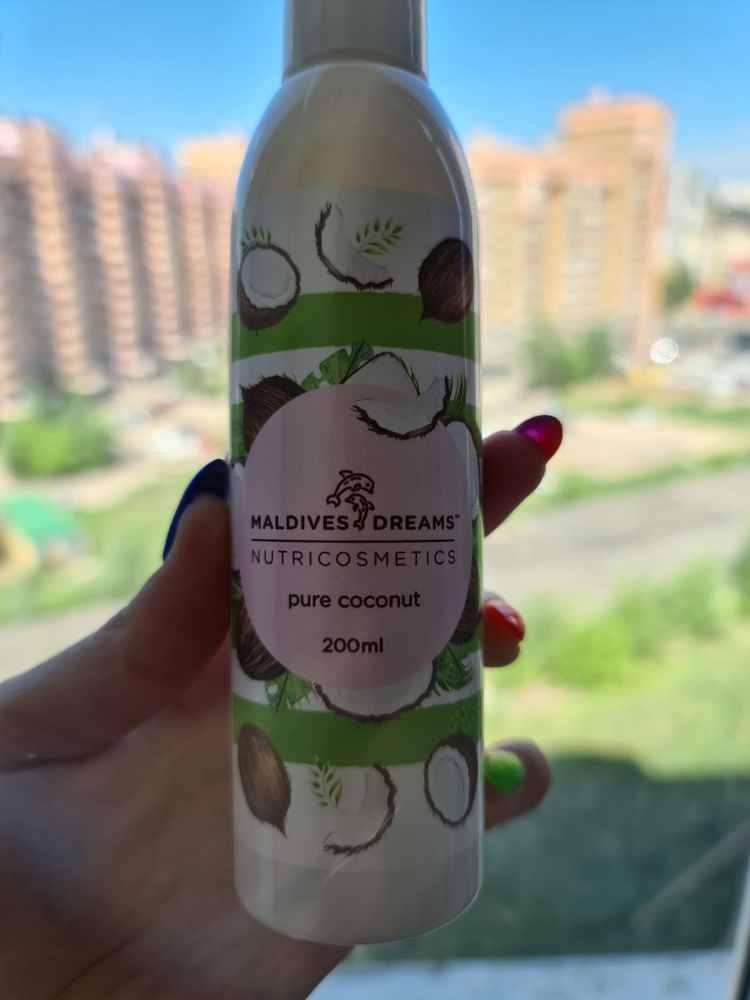 MALDIVES DREAMS™
NUTRICOSMETICS
pure coconut
200ml